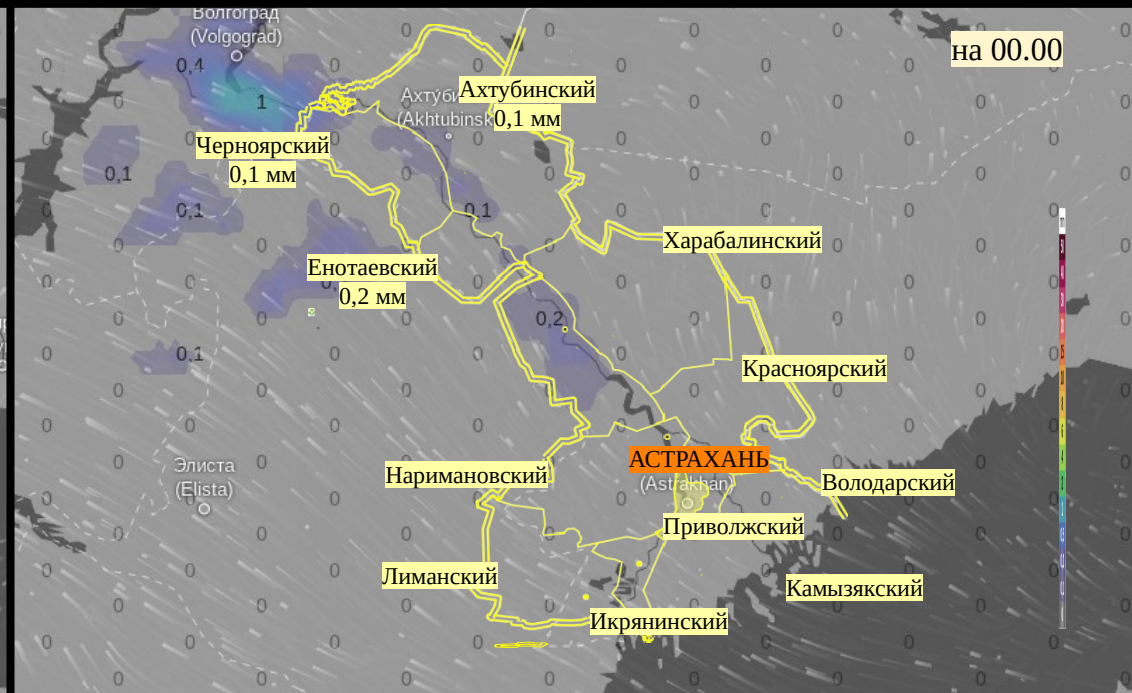 Волгоград
(Volgograd)
на 00.00
0,4
1
Ахтубинский
0,1 мм
(Akhtubinsk
Черноярский
0,1 мм
0,1
0,1
0,1
Харабалинский
Енотаевский
0,2 мм
0,2
0,1
Красноярский
АСТРАХАНЬ
(Astrakhan)
Элиста
(Elista)
Наримановский
Володарский
Приволжский
Лиманский
Камызякский
Икрянинский